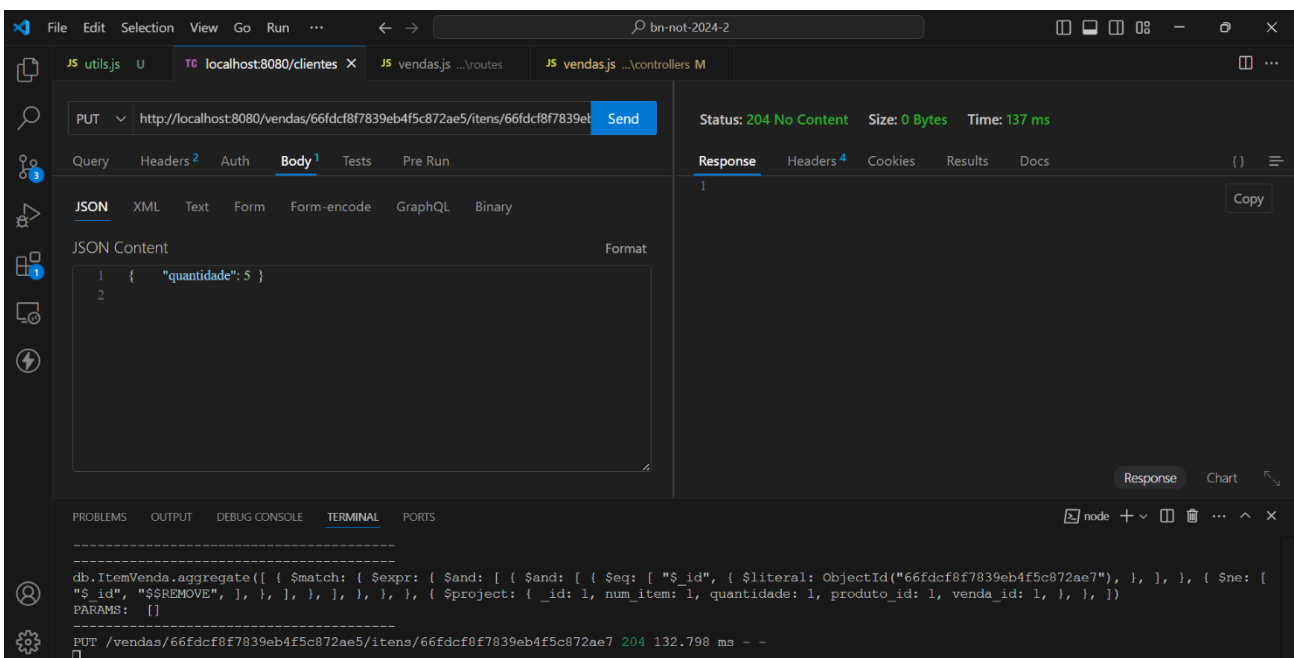 File Edit Selection View Go Run ··· ← → bn-not-2024-2
JS utils.js U TC localhost:8080/clientes × JS vendas.js ...\routes JS vendas.js ...\controllers M ···
PUT http://localhost:8080/vendas/66fdcf8f7839eb4f5c872ae5/itens/66fdcf8f7839eb Send
Status: 204 No Content Size: 0 Bytes Time: 137 ms
Query Headers 2 Auth Body 1 Tests Pre Run
Response Headers 4 Cookies Results Docs { }
3
1
Copy
JSON XML Text Form Form-encode GraphQL Binary
JSON Content Format
1 { "quantidade": 5 }
2
1
Response Chart
PROBLEMS OUTPUT DEBUG CONSOLE TERMINAL PORTS
node + ··· ×
-----------------------------------------
-----------------------------------------
db.ItemVenda.aggregate([ { $match: { $expr: { $and: [ { $and: [ { $eq: [ "$_id", { $literal: ObjectId("66fdcf8f7839eb4f5c872ae7"), }, ], }, { $ne: [
"$_id", "$$REMOVE", ], }, ], }, ], }, }, }, { $project: { _id: 1, num_item: 1, quantidade: 1, produto_id: 1, venda_id: 1, }, }, ])
PARAMS: []
-----------------------------------------
PUT /vendas/66fdcf8f7839eb4f5c872ae5/itens/66fdcf8f7839eb4f5c872ae7 204 132.798 ms - -